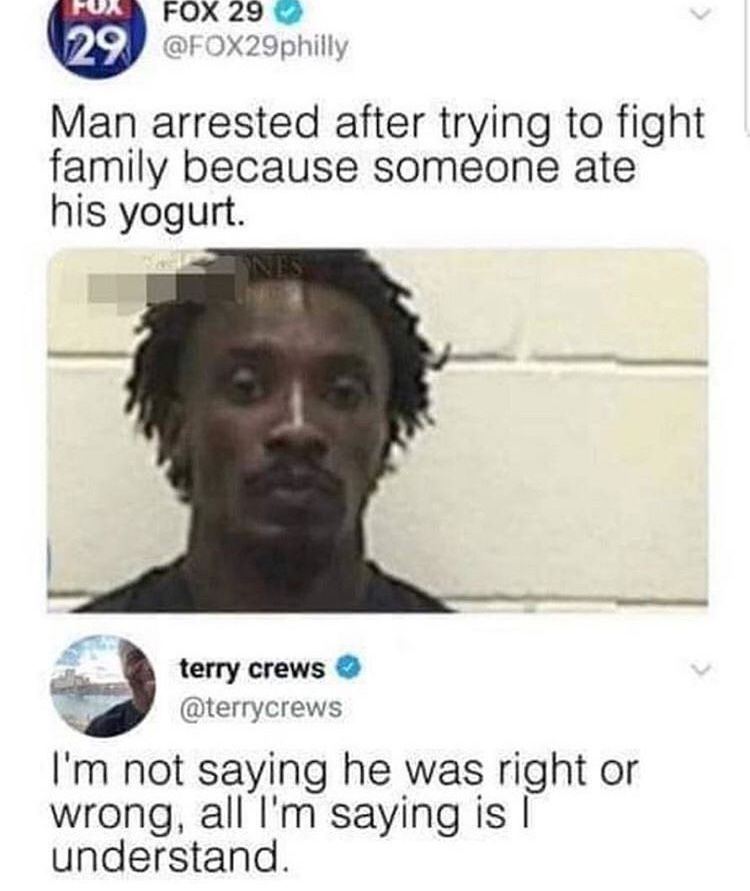 FOX
FOX 29
29
@FOX29philly
Man arrested after trying to fight
family because someone ate
his yogurt.
NES
terry crews
@terrycrews
I'm not saying he was right or
wrong, all I'm saying is I
understand.